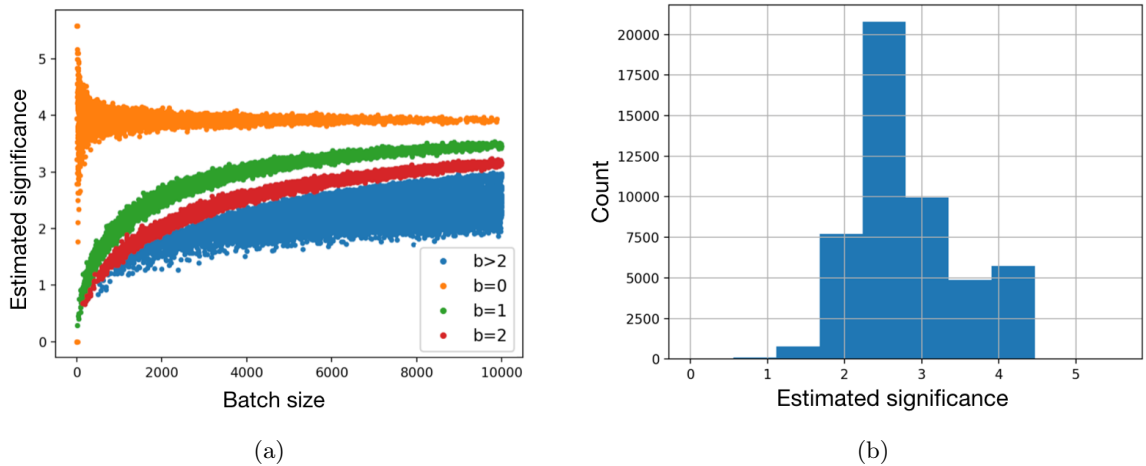 5
4
3
2
1
0
Estimated significance
b>2
b=0
b=1
b=2
0 2000 4000 6000 8000 10000
Batch size
(a)
20000
17500
15000
12500
10000
7500
5000
2500
0
Count
0 1 2 3 4 5
Estimated significance
(b)